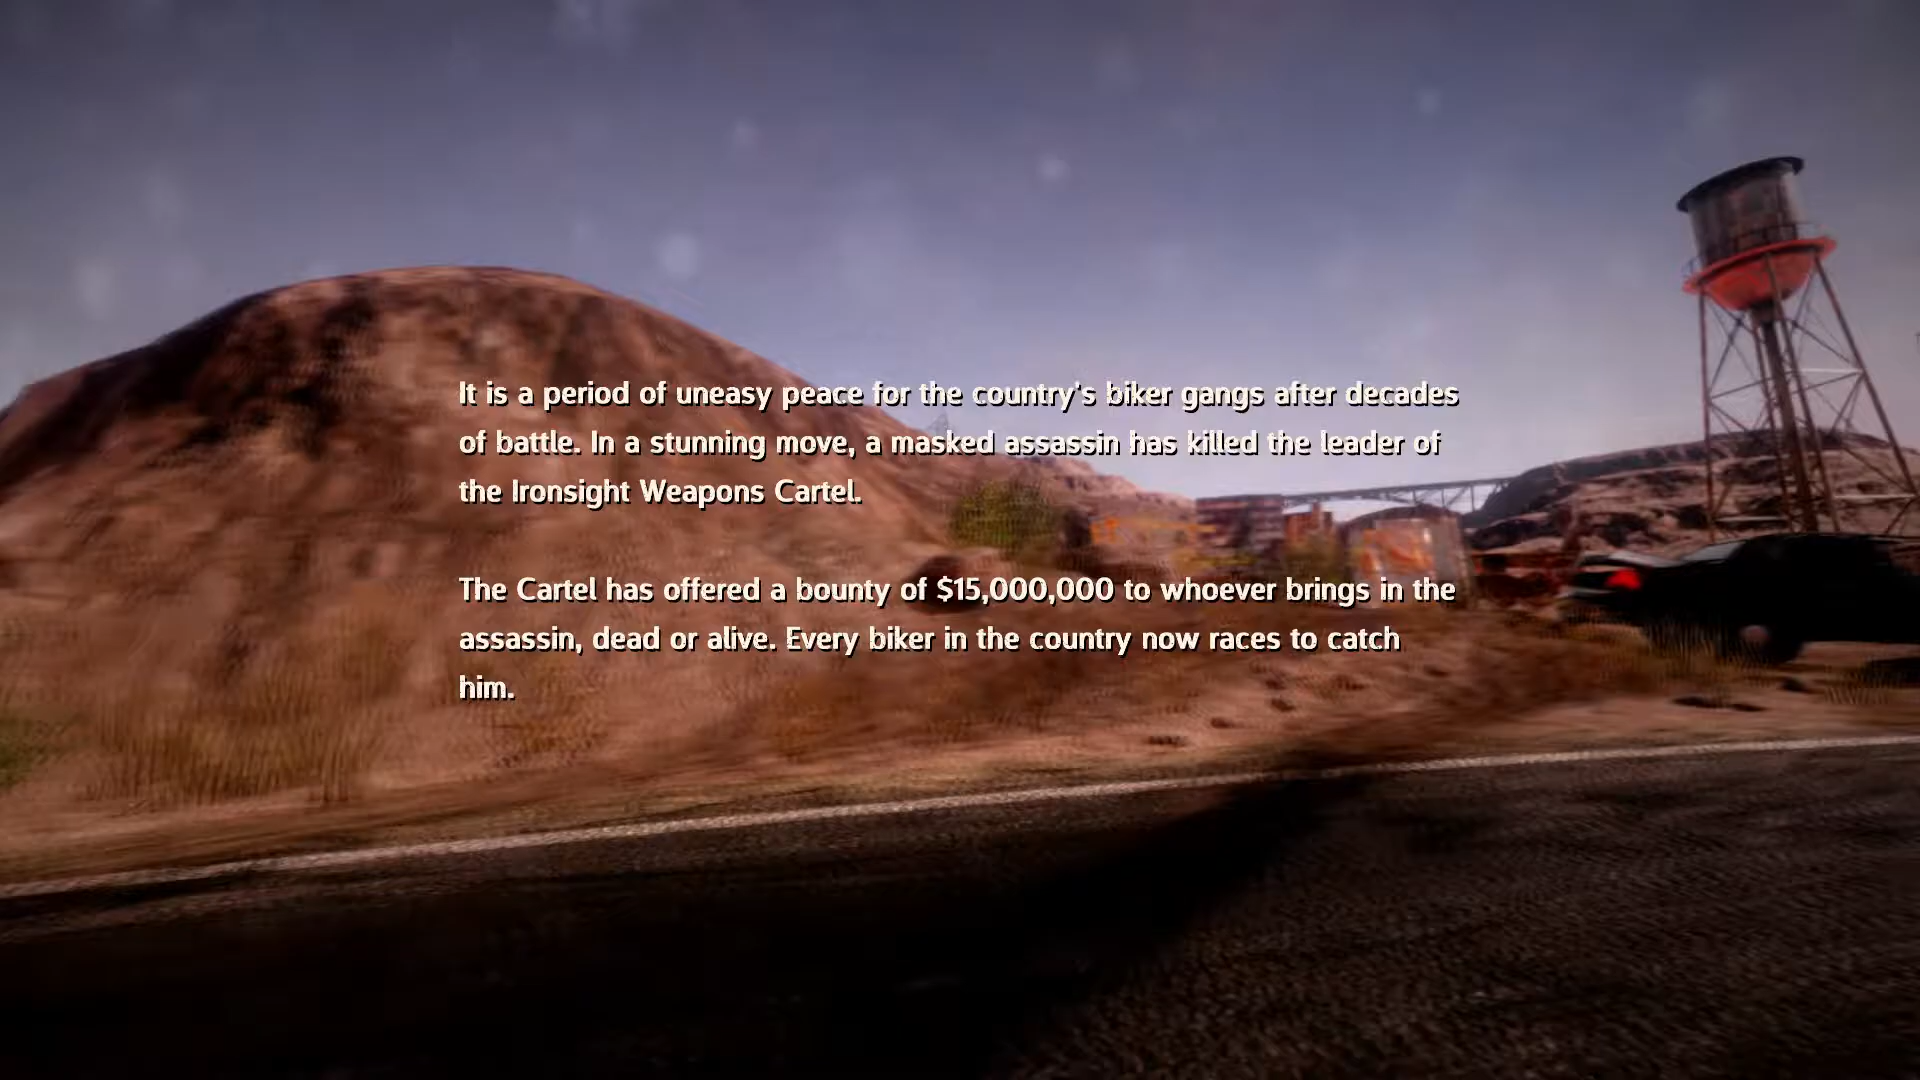 It is a period of uneasy peace for the country's biker gangs after decades
of battle. In a stunning move, a masked assassin has killed the leader of
the Ironsight Weapons Cartel.
The Cartel has offered a bounty of $15,000,000 to whoever brings in the
assassin, dead or alive. Every biker in the country now races to catch
him.